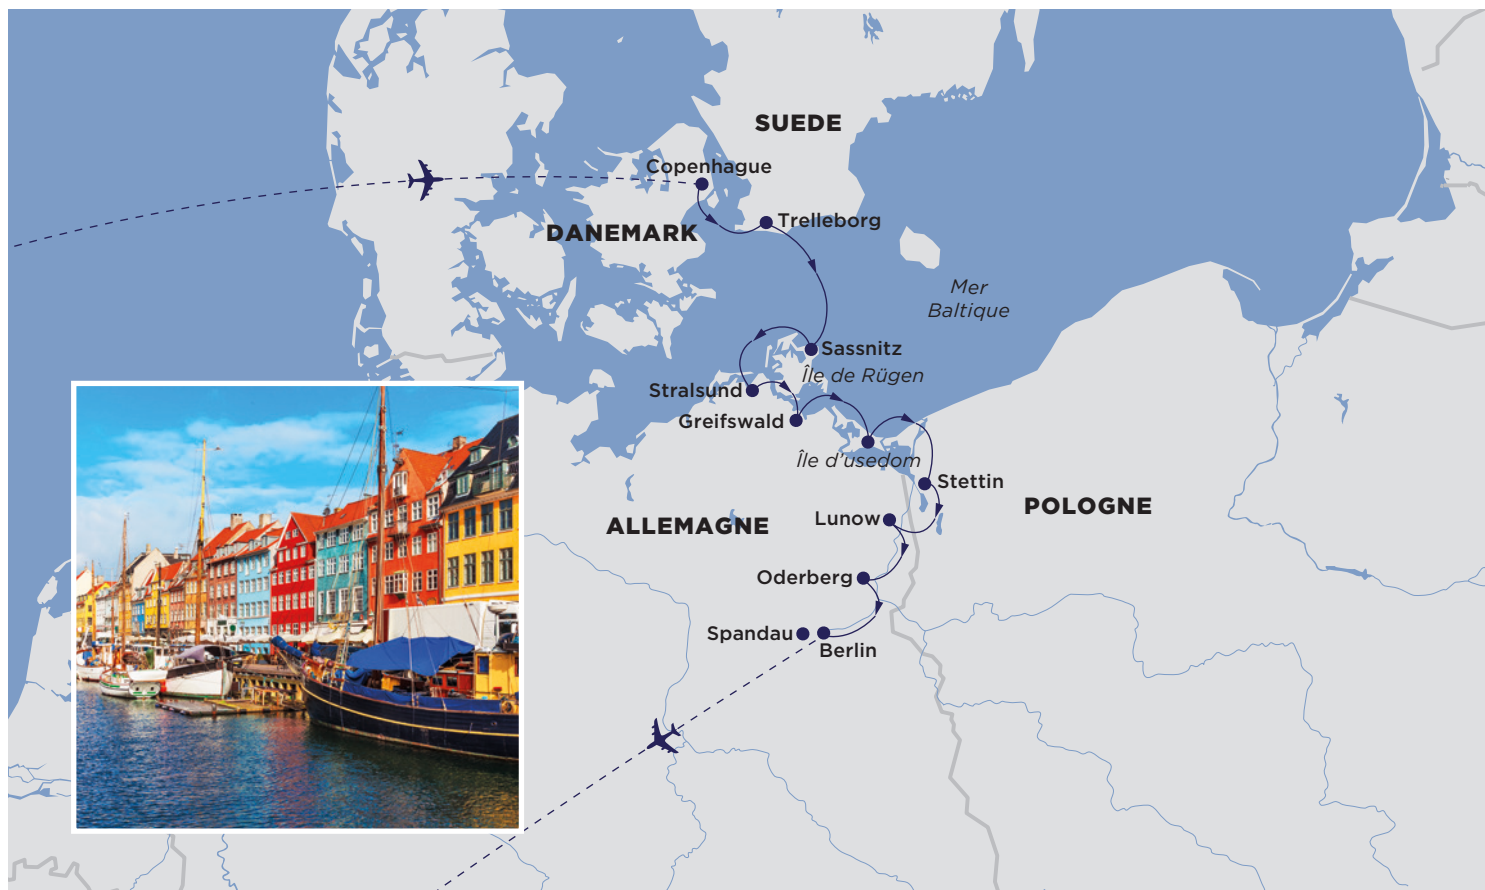 SUEDE
Copenhague
Trelleborg
DANEMARK
Mer
Baltique
Sassnitz
Île de Rügen
Stralsund
Greifswald
Île d'usedom
Stettin
POLOGNE
Lunow
ALLEMAGNE
Oderberg
Spandau
Berlin